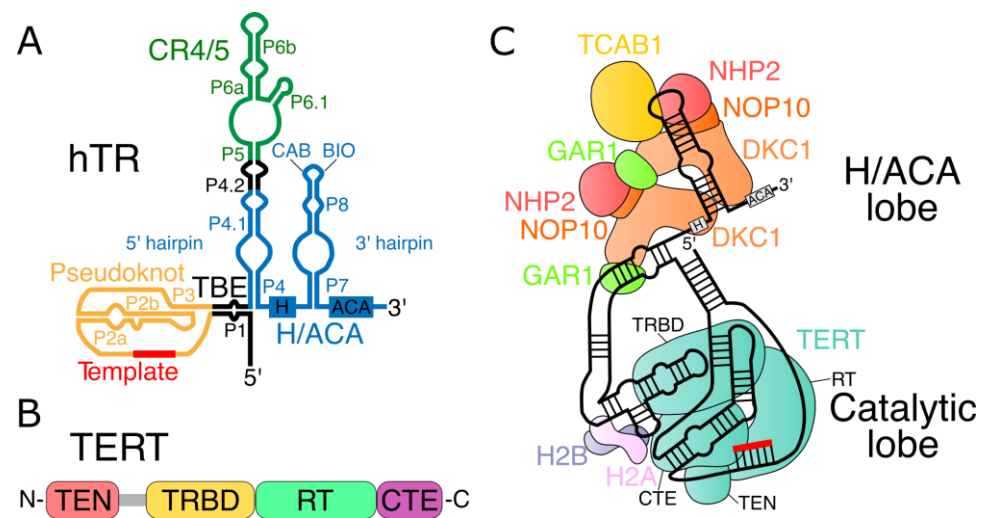 A
CR4/5
P6b
P6a
P6.1
hTR
P5
CAB BIO
P4.2
P4.1
P8
5' hairpin
3' hairpin
Pseudoknot
TBE
P3
P2b
P4
P7
P2a
P1
H
ACA
3'
H/ACA
Template
5'
B
TERT
N-
TEN
TRBD
RT
CTE
-C
C
TCAB1
NHP2
NOP10
GAR1
DKC1
3'
ACA
NHP2
NOP10
H
5'
DKC1
H/ACA
lobe
GAR1
TRBD
TERT
RT
Catalytic
lobe
H2B
H2A
CTE
TEN